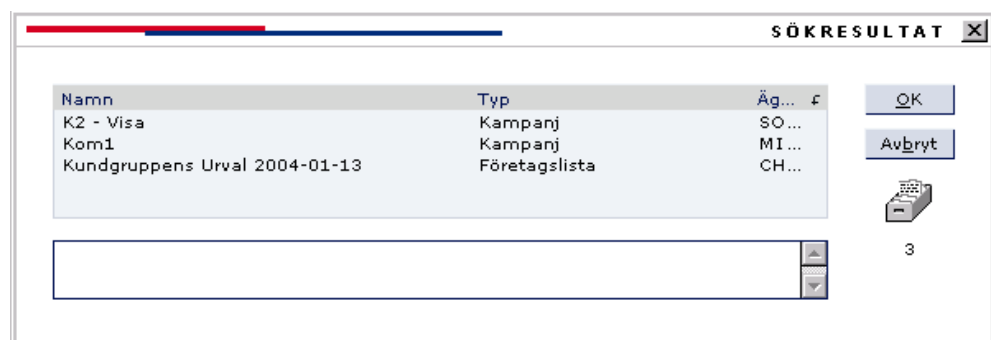 SÖKRESULTAT
Namn Typ Äg...
K2 - Visa Kampanj SO...
Kom1 Kampanj MI...
Kundgruppens Urval 2004-01-13 Företagslista CH...
OK
Avbryt
3